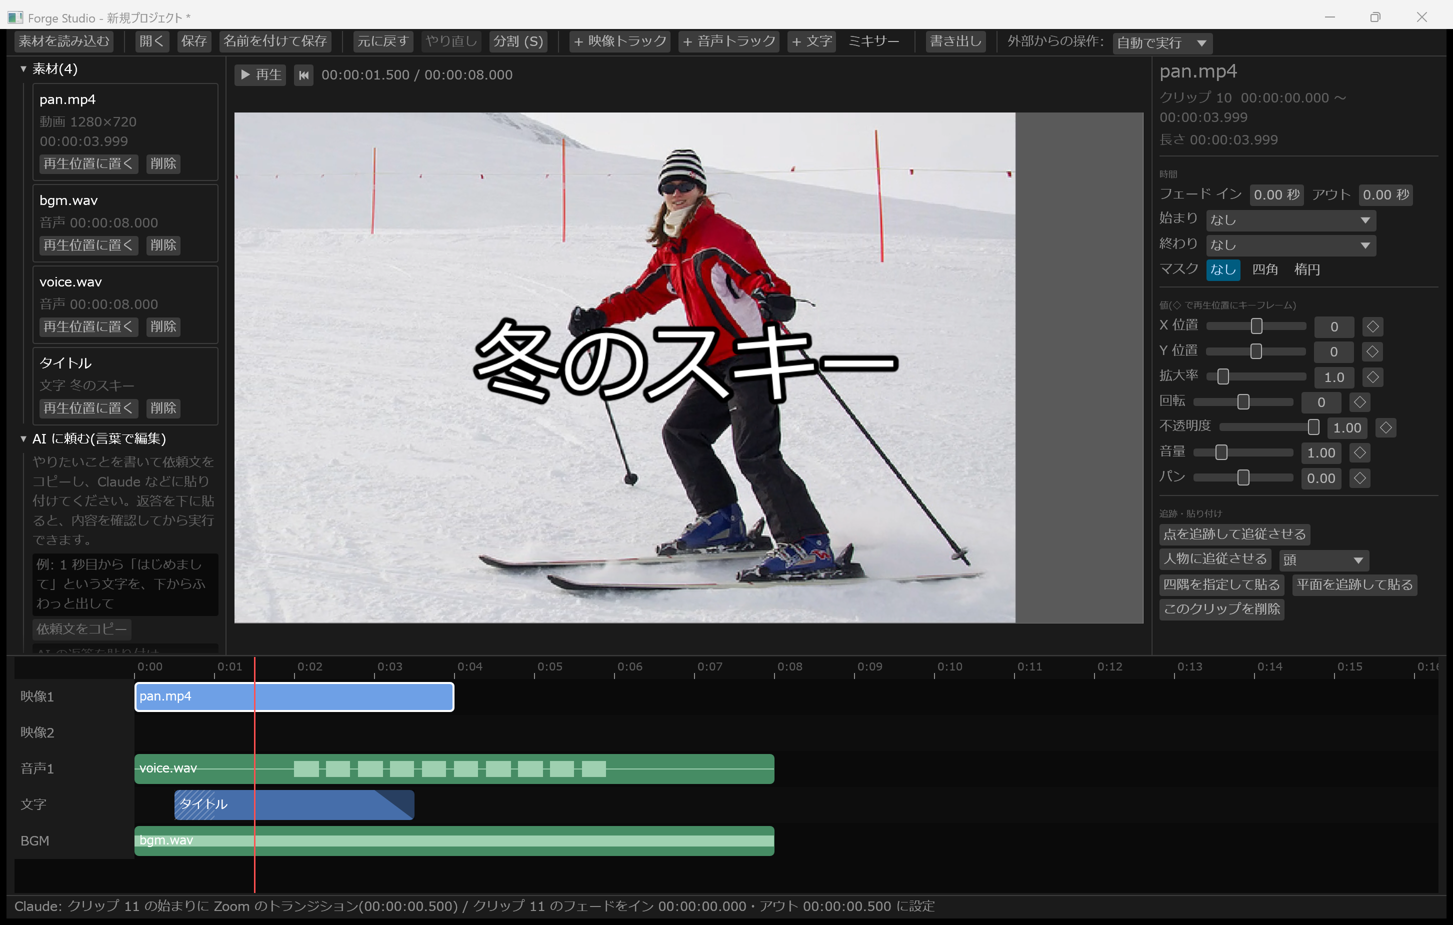 Forge Studio - 新規プロジェクト *
素材を読み込む 開く 保存 名前を付けて保存 元に戻す やり直し 分割 (S) + 映像トラック + 音声トラック + 文字 ミキサー 書き出し 外部からの操作: 自動で実行
素材(4)
pan.mp4
動画 1280×720
00:00:03.999
再生位置に置く 削除
bgm.wav
音声 00:00:08.000
再生位置に置く 削除
voice.wav
音声 00:00:08.000
再生位置に置く 削除
タイトル
文字 冬のスキー
再生位置に置く 削除
AI に頼む(言葉で編集)
やりたいことを書いて依頼文を
コピーし、Claude などに貼り
付けてください。返答を下に貼
ると、内容を確認してから実行
できます。
例: 1 秒目から「はじめまし
て」という文字を、下からふ
わっと出して
依頼文をコピー
再生 00:00:01.500 / 00:00:08.000
冬のスキー
pan.mp4
クリップ 10 00:00:00.000 ～
00:00:03.999
長さ 00:00:03.999
時間
フェード イン 0.00 秒 アウト 0.00 秒
始まり なし
終わり なし
マスク なし 四角 楕円
値(◇ で再生位置にキーフレーム)
X 位置 0
Y 位置 0
拡大率 1.0
回転 0
不透明度 1.00
音量 1.00
パン 0.00
追跡・貼り付け
点を追跡して追従させる
人物に追従させる 頭
四隅を指定して貼る 平面を追跡して貼る
このクリップを削除
0:00 0:01 0:02 0:03 0:04 0:05 0:06 0:07 0:08 0:09 0:10 0:11 0:12 0:13 0:14 0:15
映像1 pan.mp4
映像2
音声1 voice.wav
文字 タイトル
BGM bgm.wav
Claude: クリップ 11 の始まりに Zoom のトランジション(00:00:00.500) / クリップ 11 のフェードをイン 00:00:00.000・アウト 00:00:00.500 に設定